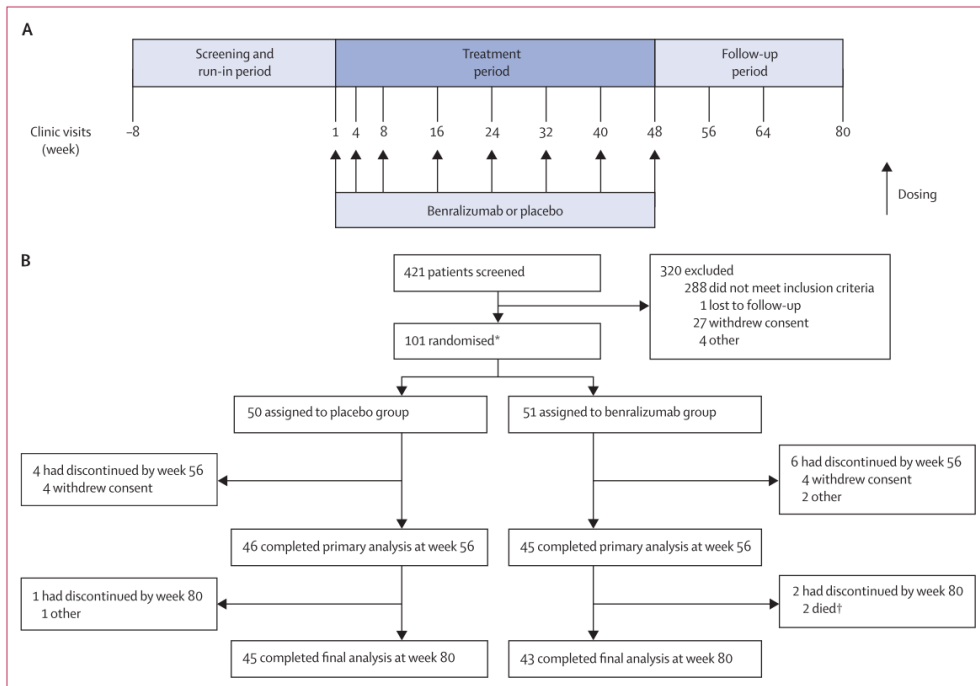 A
Screening and
run-in period
Treatment
period
Follow-up
period
Clinic visits
(week)
–8 1 4 8 16 24 32 40 48 56 64 80
Benralizumab or placebo
Dosing
B
421 patients screened
320 excluded
288 did not meet inclusion criteria
1 lost to follow-up
27 withdrew consent
4 other
101 randomised*
50 assigned to placebo group
51 assigned to benralizumab group
4 had discontinued by week 56
4 withdrew consent
6 had discontinued by week 56
4 withdrew consent
2 other
46 completed primary analysis at week 56
45 completed primary analysis at week 56
1 had discontinued by week 80
1 other
2 had discontinued by week 80
2 died†
45 completed final analysis at week 80
43 completed final analysis at week 80